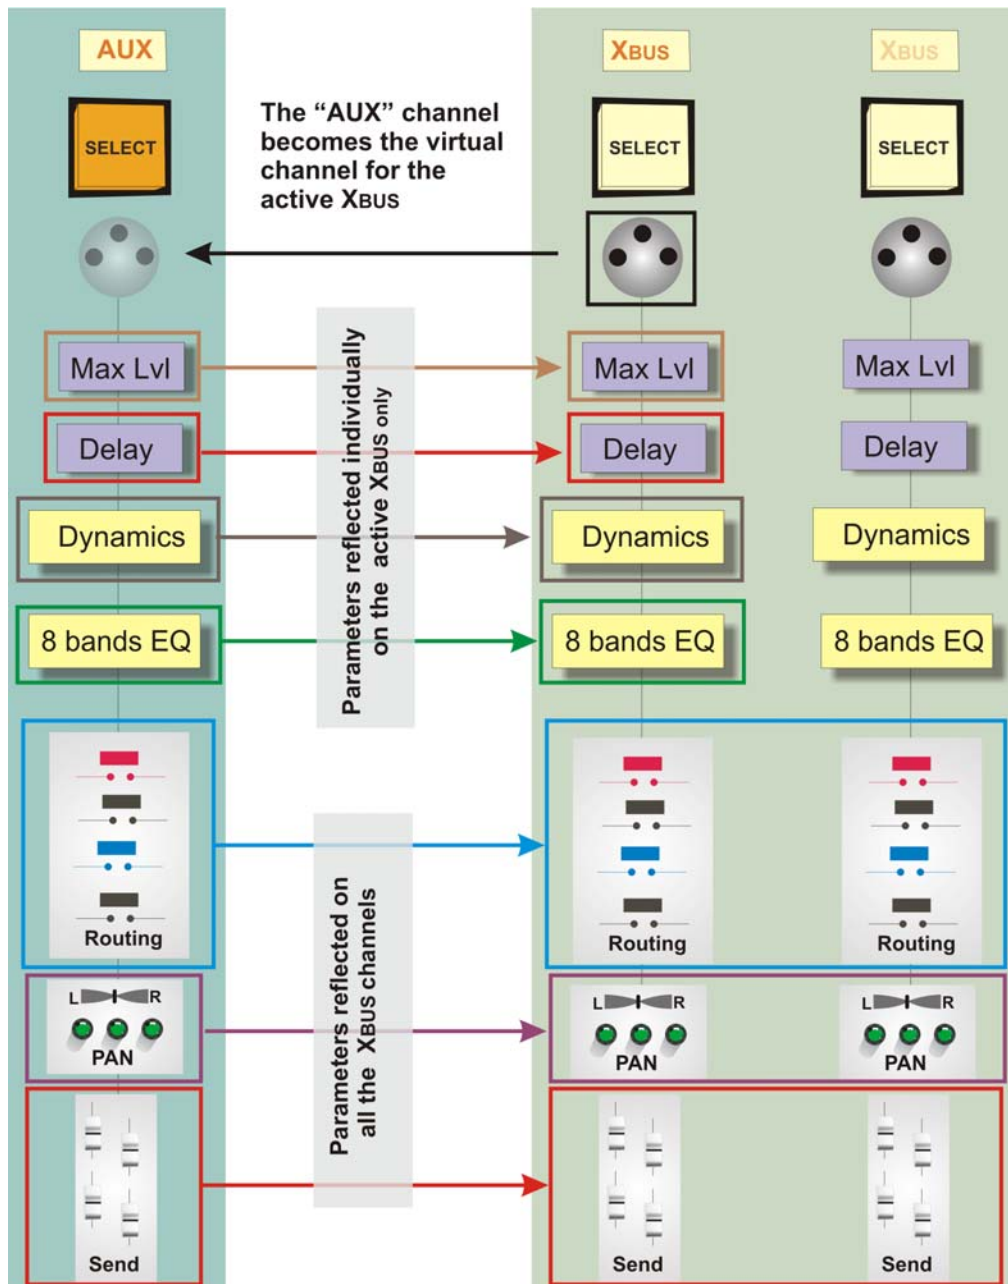 AUX
XBUS
XBUS
SELECT
SELECT
SELECT
The “AUX” channel
becomes the virtual
channel for the
active XBUS
Max Lvl
Max Lvl
Max Lvl
Delay
Delay
Delay
Dynamics
Dynamics
Dynamics
8 bands EQ
8 bands EQ
8 bands EQ
Parameters reflected individually
on the active XBUS only
Routing
Routing
Routing
L R
L R
L R
PAN
PAN
PAN
Parameters reflected on
all the XBUS channels
Send
Send
Send